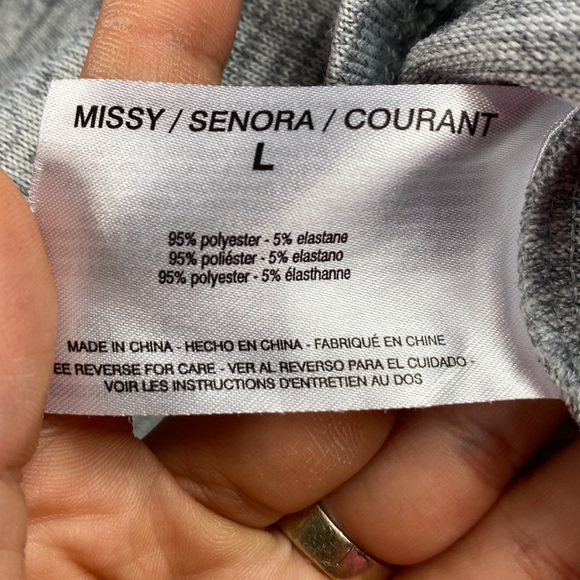 MISSY / SENORA / COURANT
L
95% polyester - 5% elastane
95% poliéster - 5% elastano
95% polyester - 5% élasthanne
MADE IN CHINA - HECHO EN CHINA - FABRIQUÉ EN CHINE
EE REVERSE FOR CARE - VER AL REVERSO PARA EL CUIDADO -
VOIR LES INSTRUCTIONS D'ENTRETIEN AU DOS